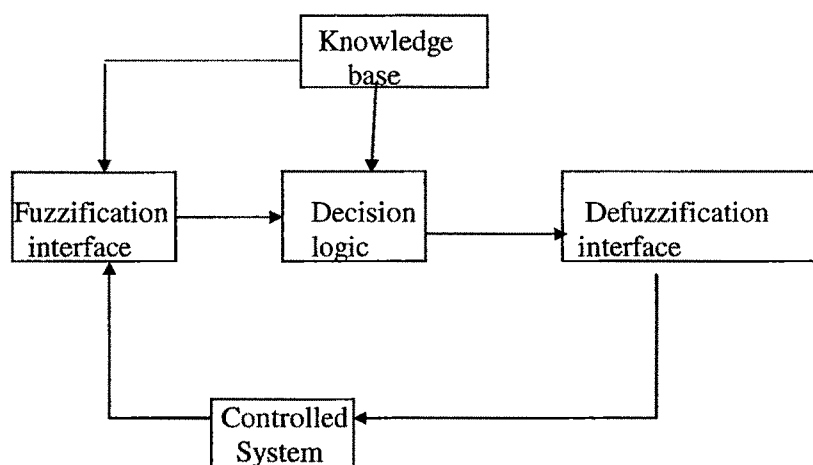 Knowledge
base
Fuzzification
interface
Decision
logic
Defuzzification
interface
Controlled
System